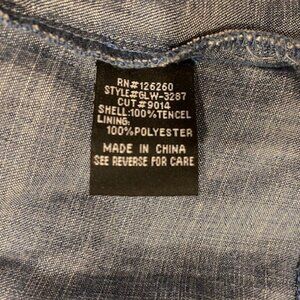 RN#126260
STYLE#GLW-3287
CUT#9014
SHELL:100%TENCEL
LINING:
100%POLYESTER
MADE IN CHINA
SEE REVERSE FOR CARE